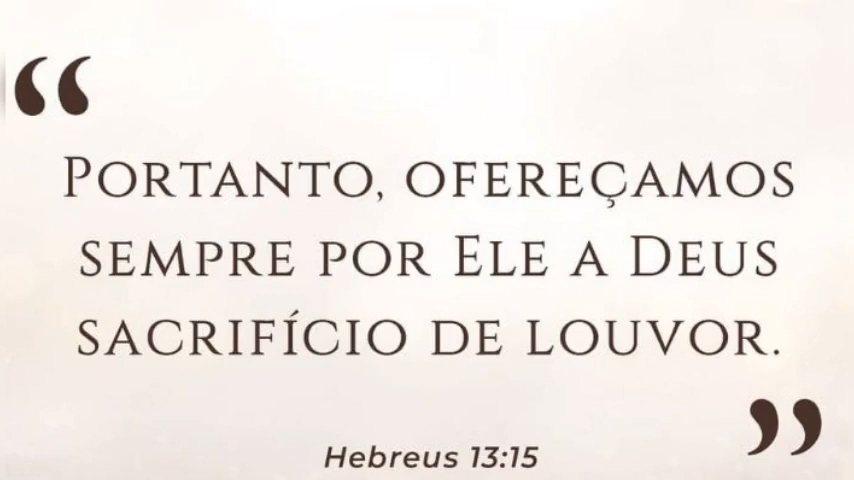 “
Portanto, ofereçamos
sempre por Ele a Deus
sacrifício de louvor.
”
Hebreus 13:15